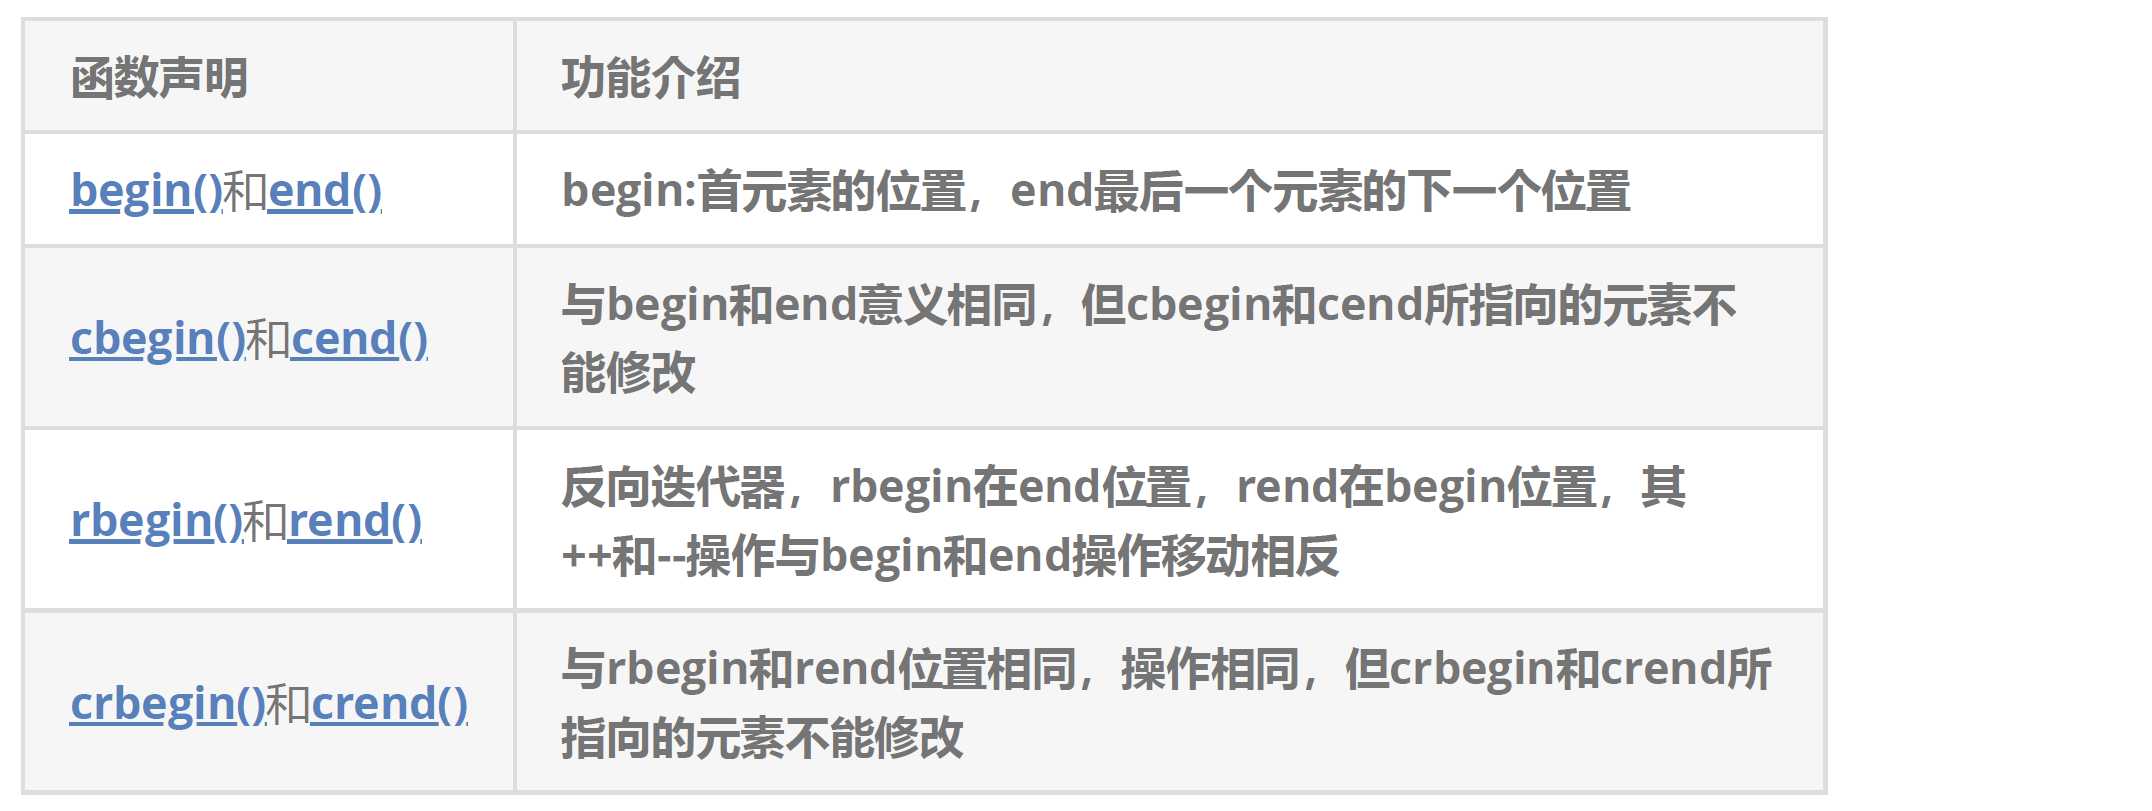 函数声明
功能介绍
begin()和end()
begin:首元素的位置，end最后一个元素的下一个位置
cbegin()和cend()
与begin和end意义相同，但cbegin和cend所指向的元素不
能修改
rbegin()和rend()
反向迭代器，rbegin在end位置，rend在begin位置，其
++和--操作与begin和end操作移动相反
crbegin()和crend()
与rbegin和rend位置相同，操作相同，但crbegin和crend所
指向的元素不能修改